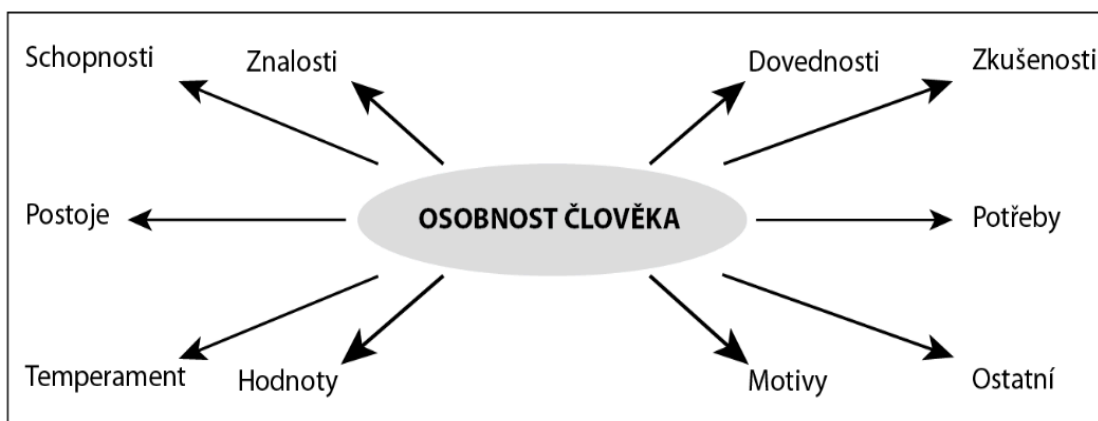 Schopnosti Znalosti Dovednosti Zkušenosti
Postoje OSOBNOST ČLOVĚKA Potřeby
Temperament Hodnoty Motivy Ostatní